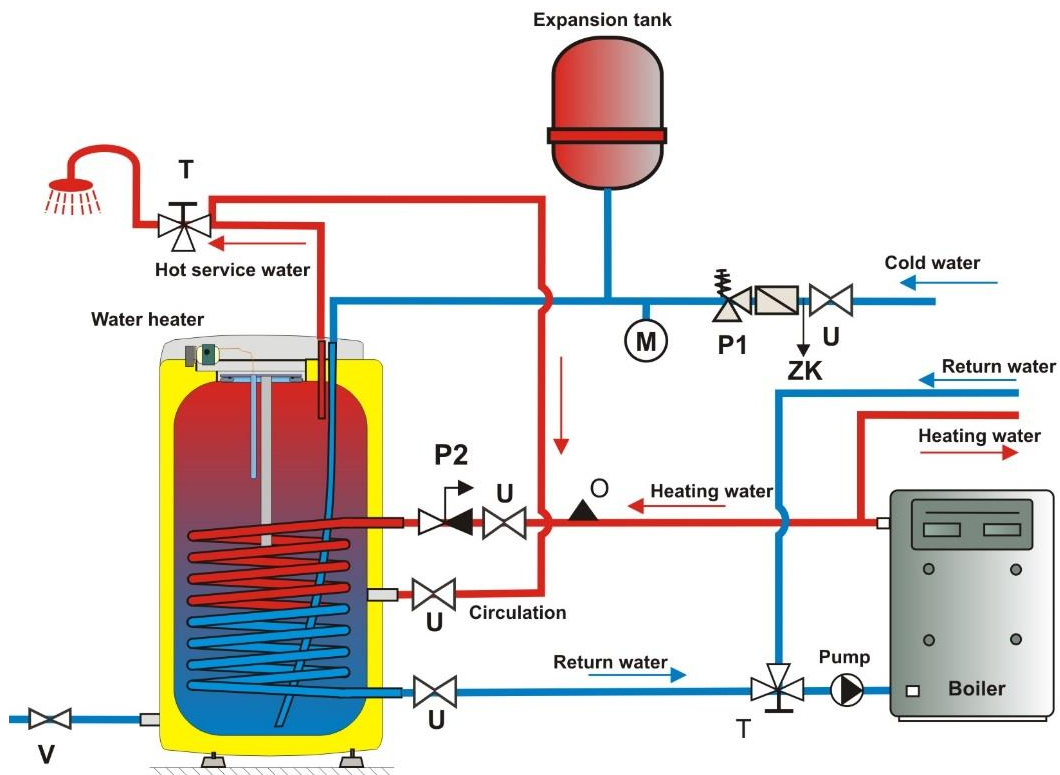 Expansion tank
T
Hot service water
Cold water
Water heater
M
P1
U
ZK
Return water
Heating water
P2
U
O
Heating water
U
Circulation
Return water
Pump
U
T
Boiler
V